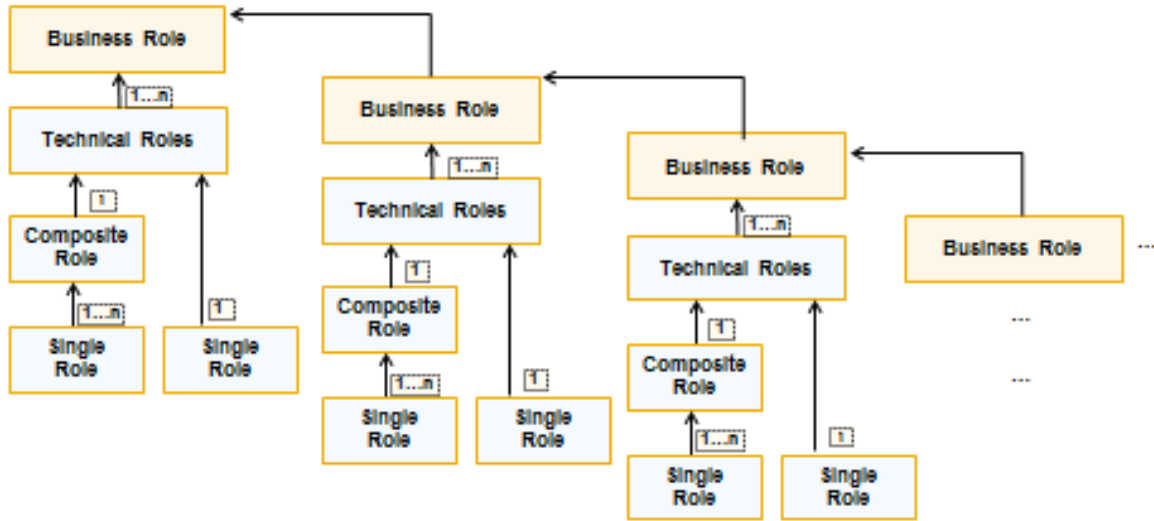 Business Role
1...n
Technical Roles
1
Composite
Role
1...n
Single
Role
1
Single
Role
Business Role
1...n
Technical Roles
1
Composite
Role
1...n
Single
Role
1
Single
Role
Business Role
1...n
Technical Roles
1
Composite
Role
1...n
Single
Role
1
Single
Role
Business Role
...
...
...